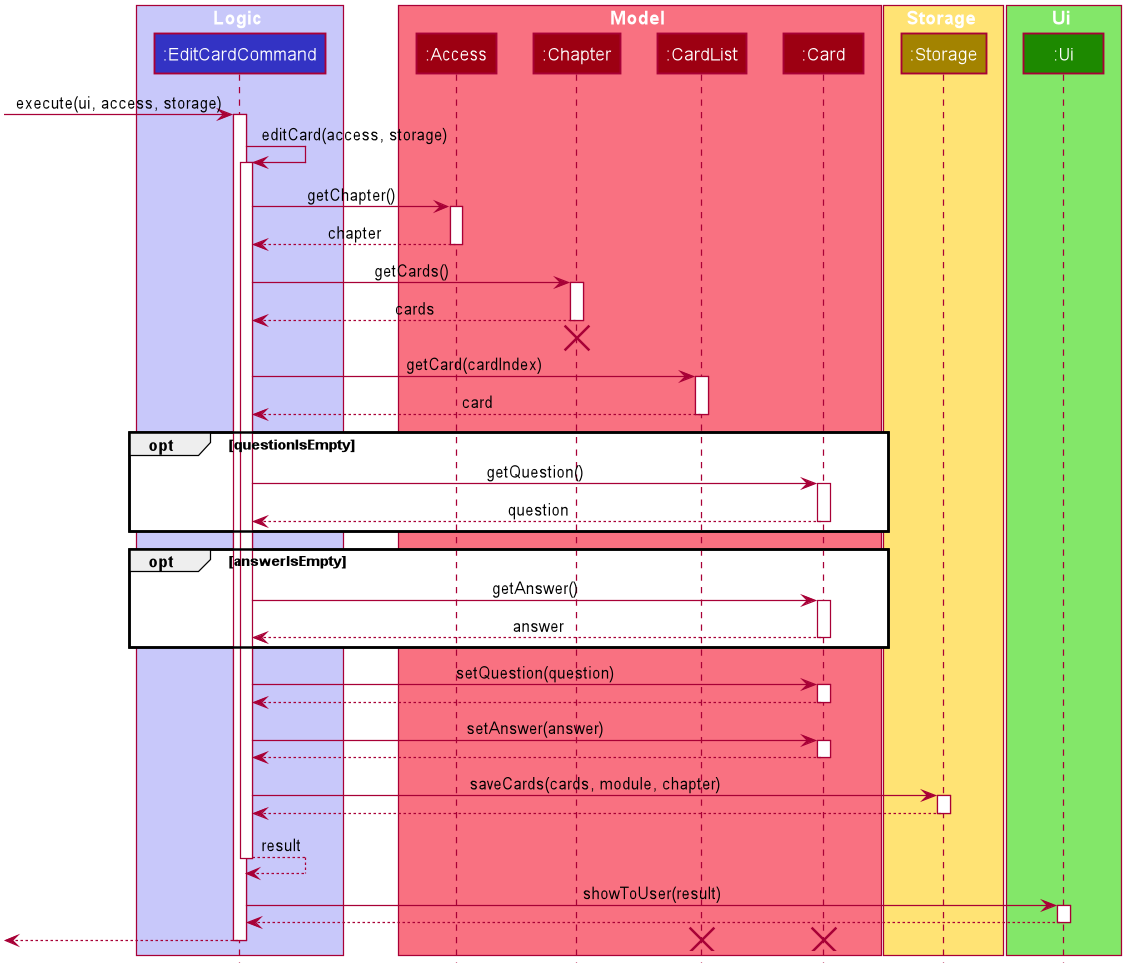 Logic
Model
Storage
Ui
:EditCardCommand
:Access
:Chapter
:CardList
:Card
:Storage
:Ui
execute(ui, access, storage)
editCard(access, storage)
getChapter()
chapter
getCards()
cards
getCard(cardIndex)
card
opt
[questionIsEmpty]
getQuestion()
question
opt
[answerIsEmpty]
getAnswer()
answer
setQuestion(question)
setAnswer(answer)
saveCards(cards, module, chapter)
result
showToUser(result)